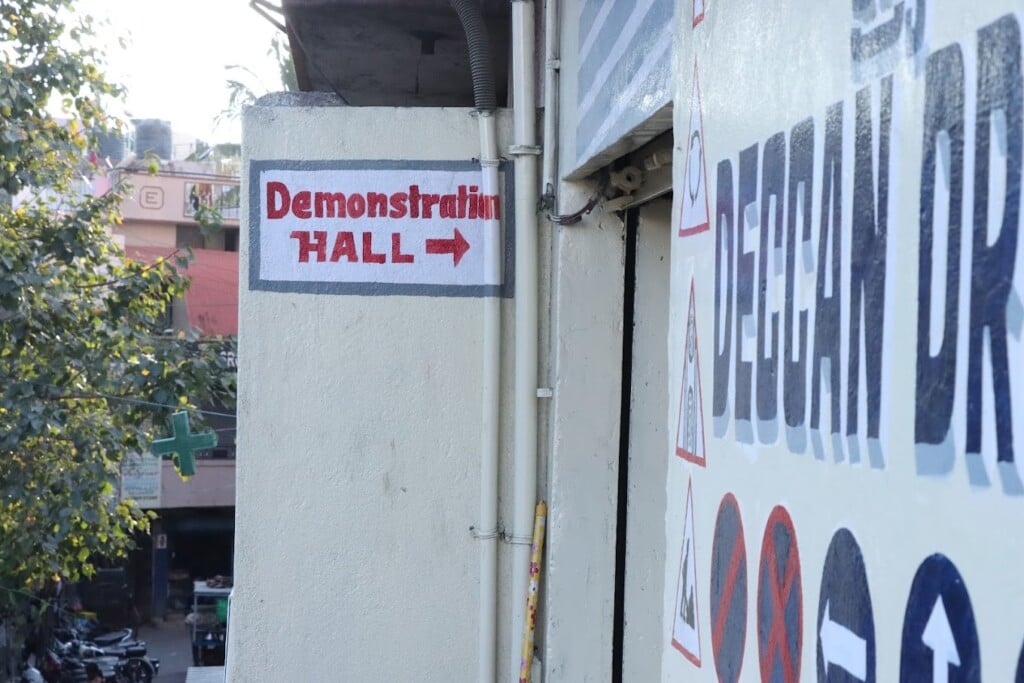 Demonstration
HALL
DECCAN DR
E